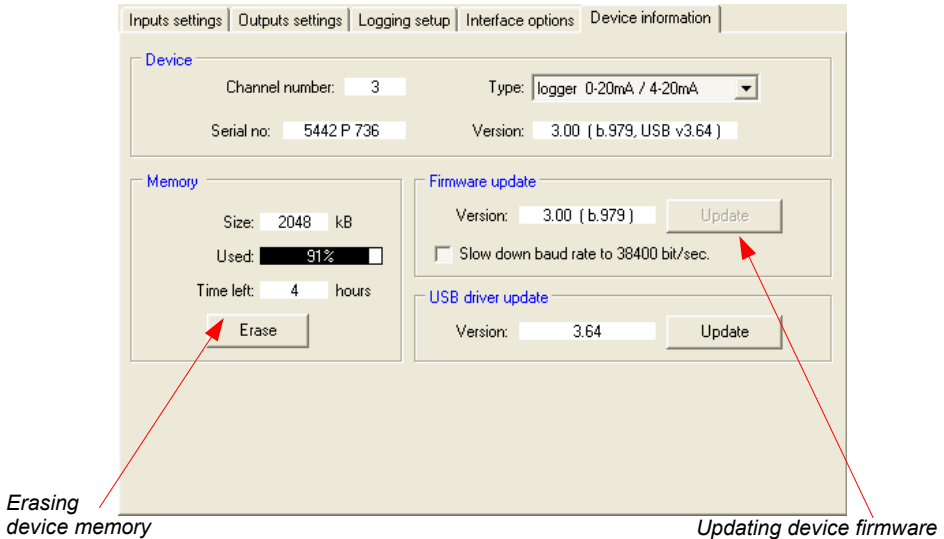 Inputs settings Outputs settings Logging setup Interface options Device information
Device
Channel number: 3 Type: logger 0-20mA / 4-20mA
Serial no: 5442 P 736 Version: 3.00 ( b.979, USB v3.64 )
Memory
Size: 2048 kB
Used: 91%
Time left: 4 hours
Erase
Firmware update
Version: 3.00 ( b.979 ) Update
Slow down baud rate to 38400 bit/sec.
USB driver update
Version: 3.64 Update
Erasing
device memory
Updating device firmware